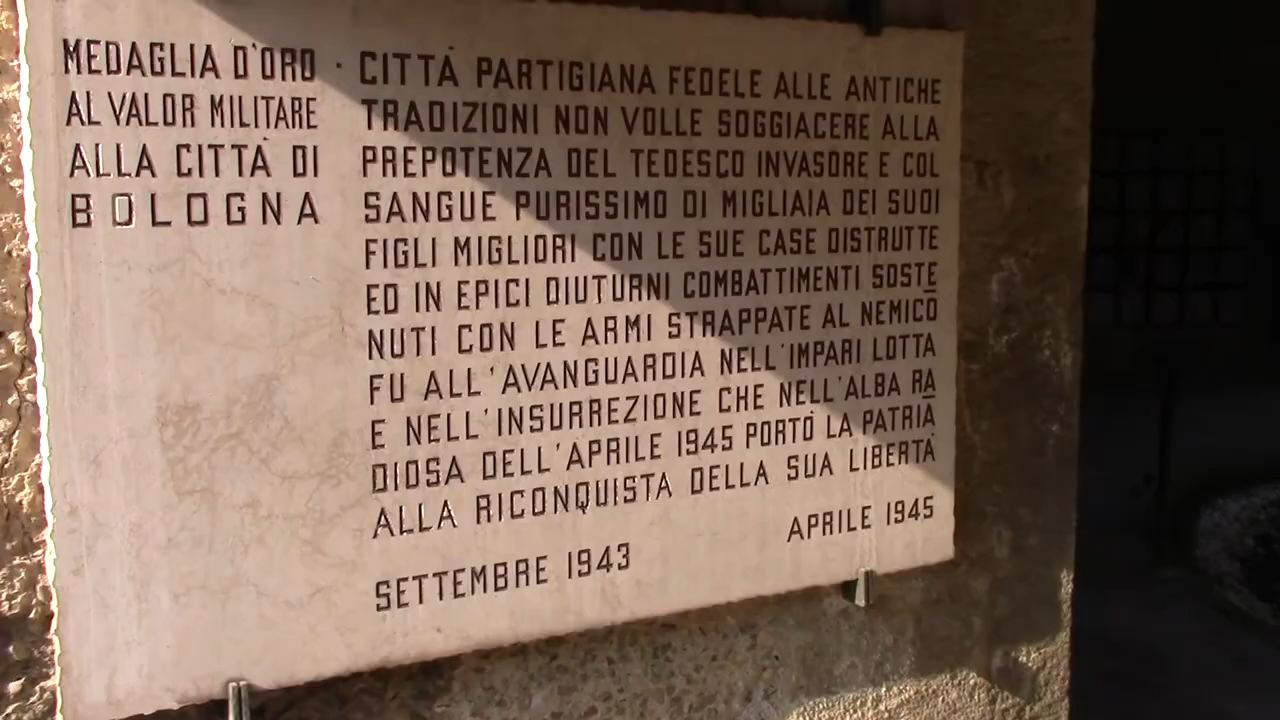 MEDAGLIA D'ORO
AL VALOR MILITARE
ALLA CITTÀ DI
BOLOGNA
· CITTÀ PARTIGIANA FEDELE ALLE ANTICHE
TRADIZIONI NON VOLLE SOGGIACERE ALLA
PREPOTENZA DEL TEDESCO INVASORE E COL
SANGUE PURISSIMO DI MIGLIAIA DEI SUOI
FIGLI MIGLIORI CON LE SUE CASE DISTRUTTE
ED IN EPICI DIUTURNI COMBATTIMENTI SOSTE
NUTI CON LE ARMI STRAPPATE AL NEMICO
FU ALL'AVANGUARDIA NELL'IMPARI LOTTA
E NELL'INSURREZIONE CHE NELL'ALBA RA
DIOSA DELL'APRILE 1945 PORTÒ LA PATRIA
ALLA RICONQUISTA DELLA SUA LIBERTÀ
SETTEMBRE 1943
APRILE 1945